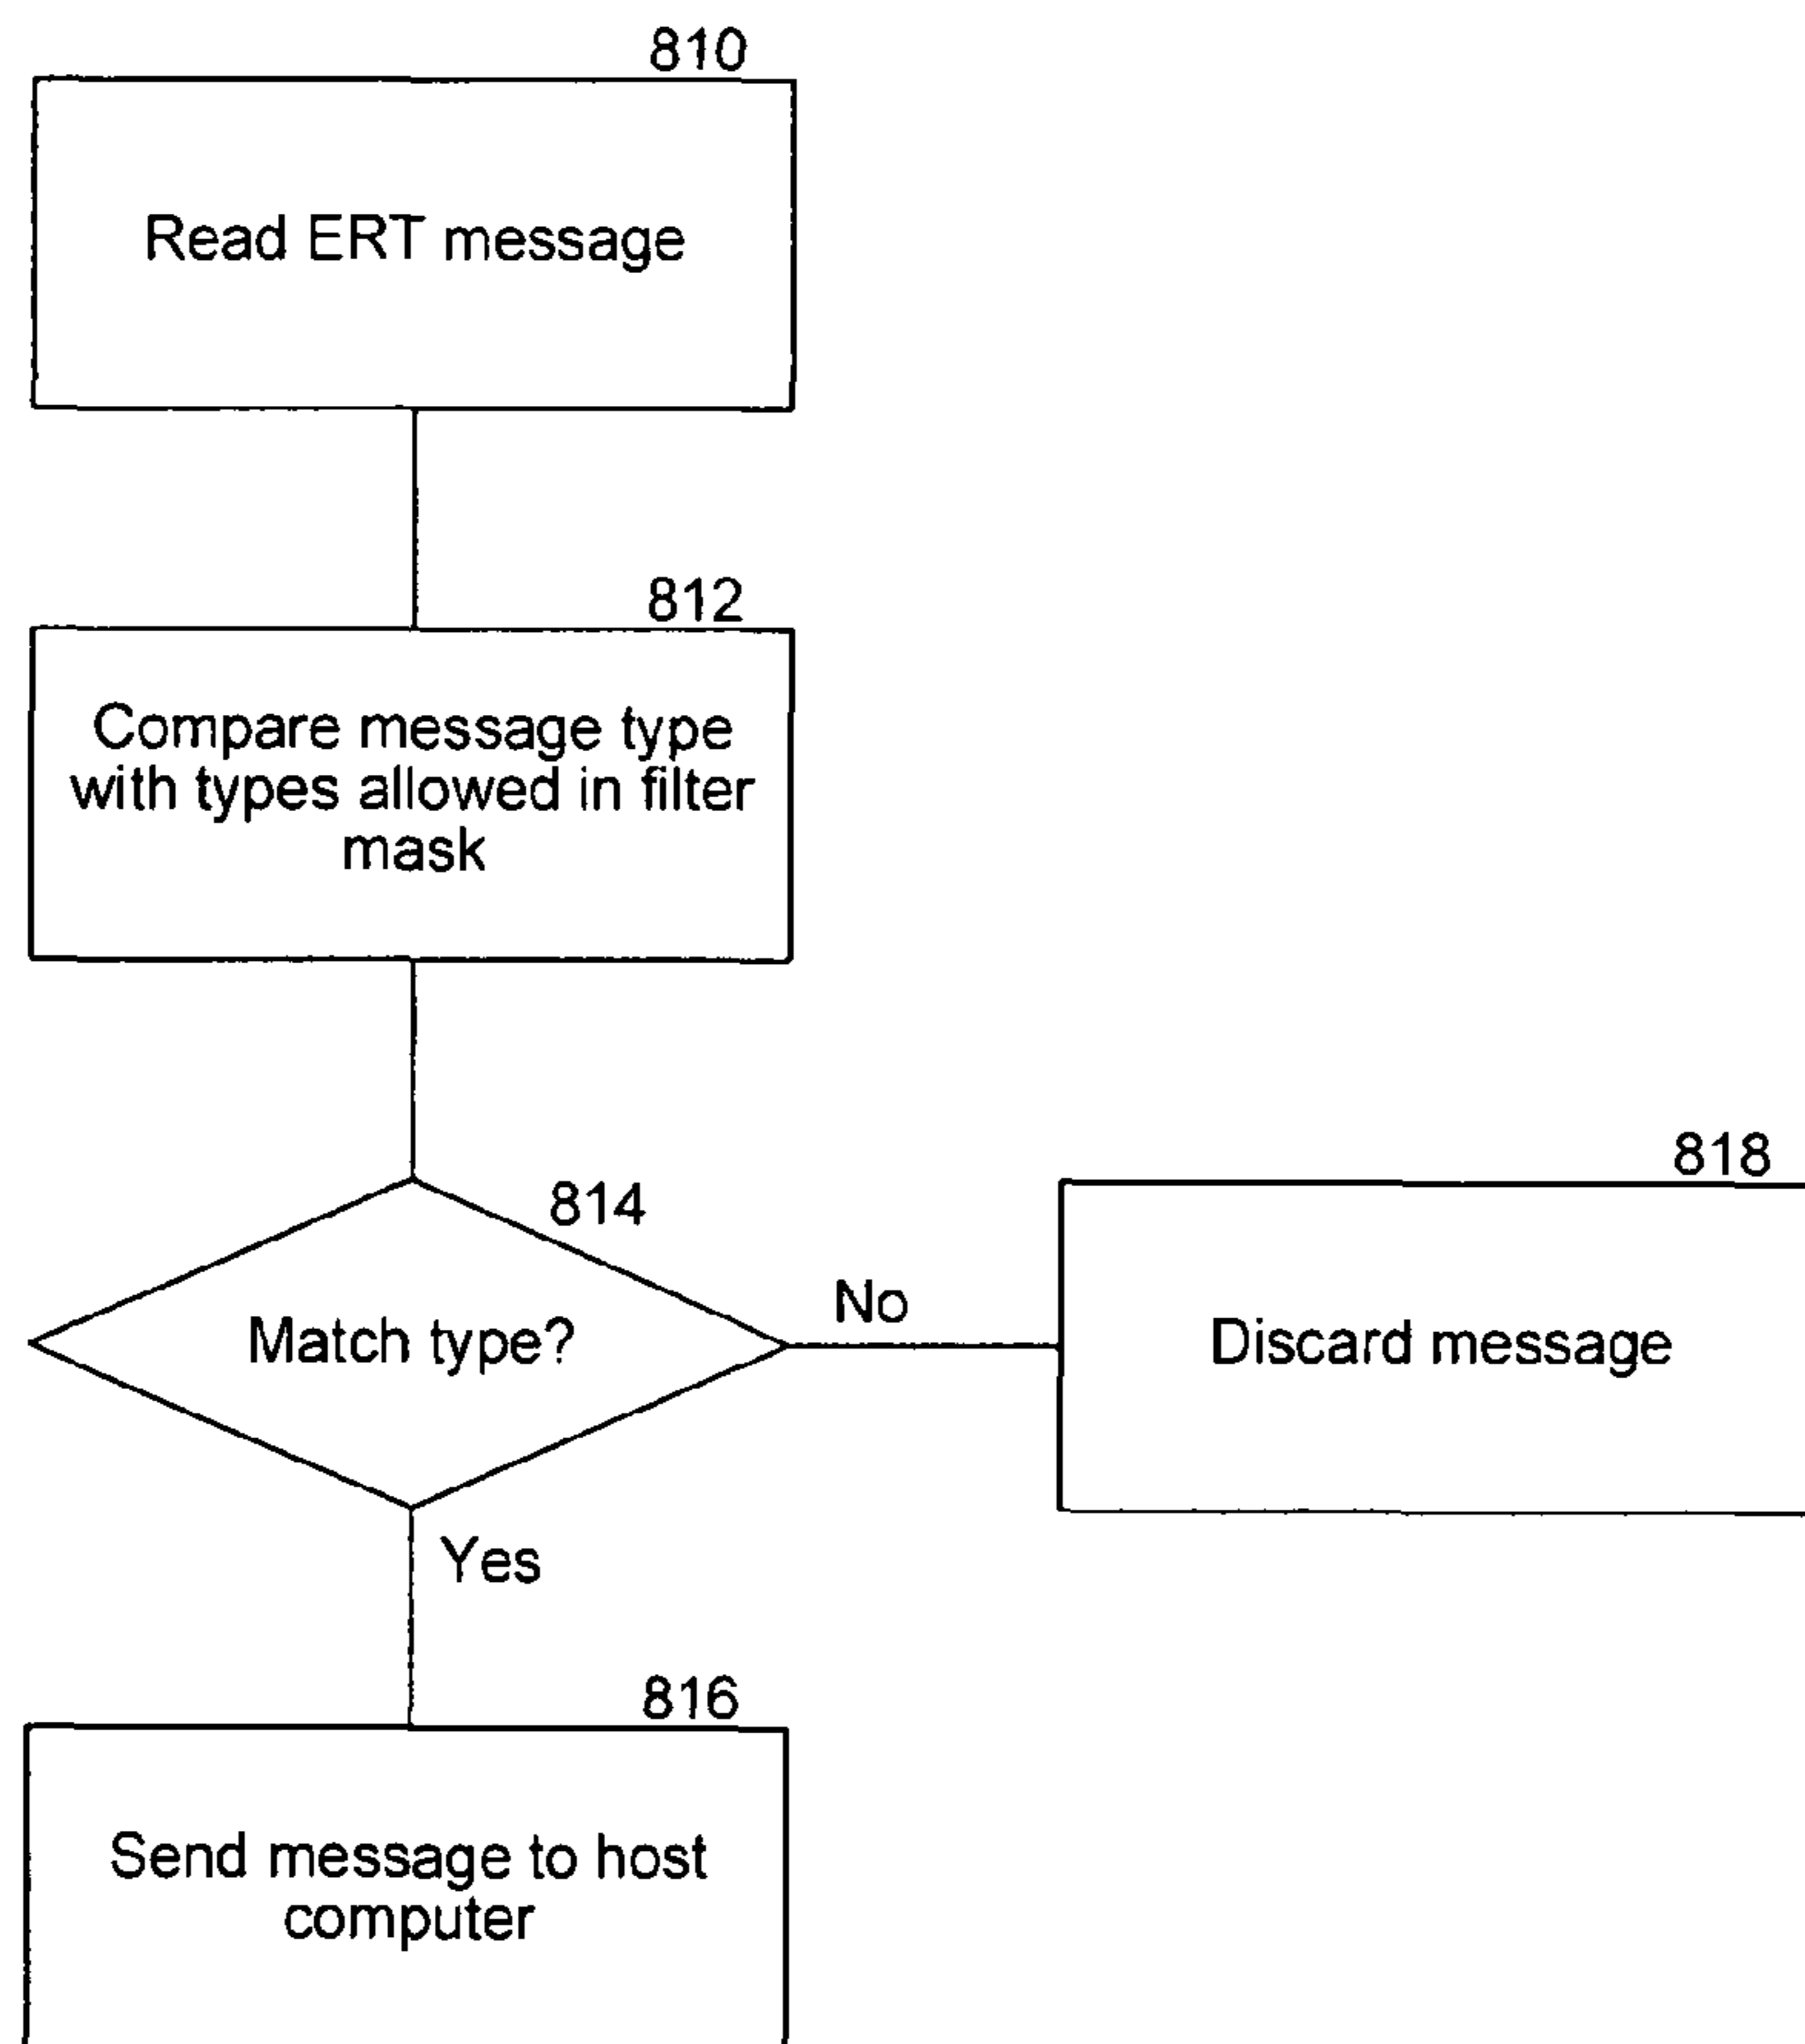 810
Read ERT message
812
Compare message type
with types allowed in filter
mask
814
Match type?
No
818
Discard message
Yes
816
Send message to host
computer